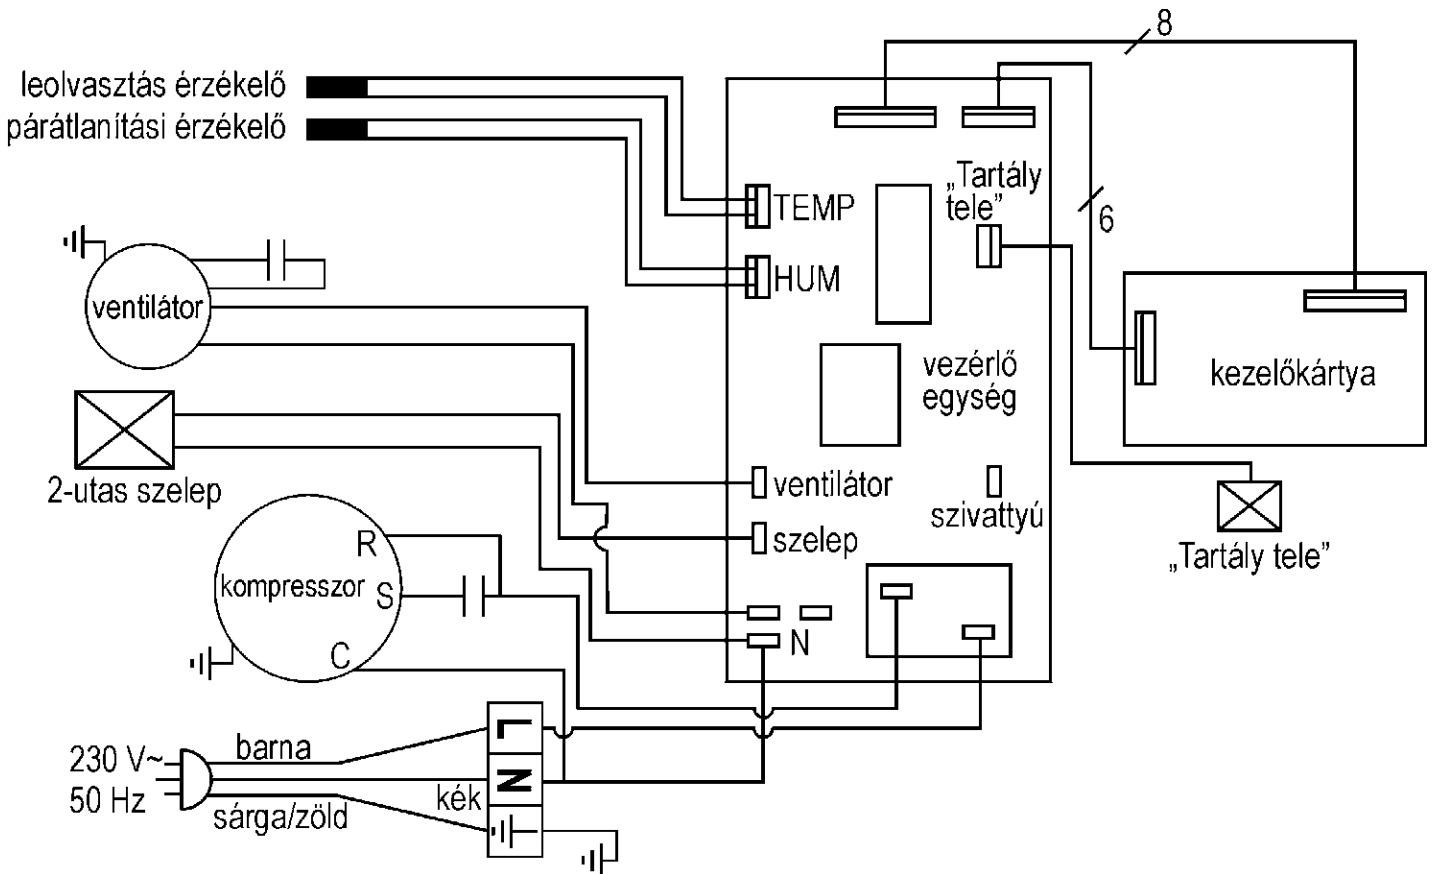 8
leolvasztás érzékelő
párátlanítási érzékelő
„Tartály
tele”
TEMP
6
HUM
ventilátor
vezérlő
egység
kezelőkártya
2-utas szelep
ventilátor
szivattyú
szelep
„Tartály tele”
R
kompresszor
S
C
N
L
barna
230 V~
N
kék
50 Hz
sárga/zöld